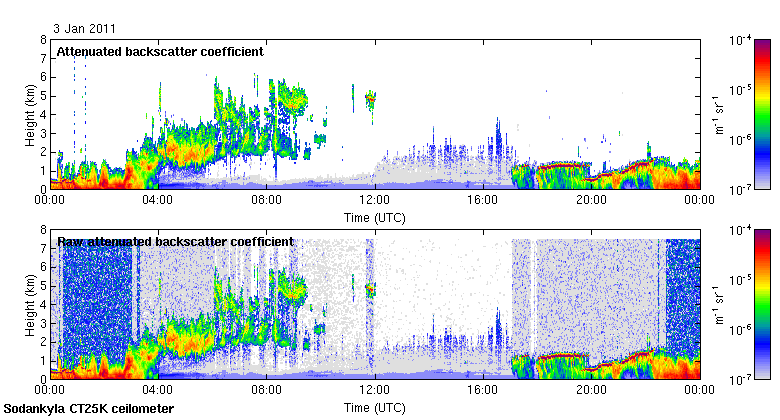 3 Jan 2011
8
7
6
5
4
3
2
1
0
Height (km)
Attenuated backscatter coefficient
00:00 04:00 08:00 12:00 16:00 20:00 00:00
Time (UTC)
10-4
10-5
10-6
10-7
m-1 sr-1
8
7
6
5
4
3
2
1
0
Height (km)
Raw attenuated backscatter coefficient
00:00 04:00 08:00 12:00 16:00 20:00 00:00
Time (UTC)
10-4
10-5
10-6
10-7
m-1 sr-1
Sodankyla CT25K ceilometer